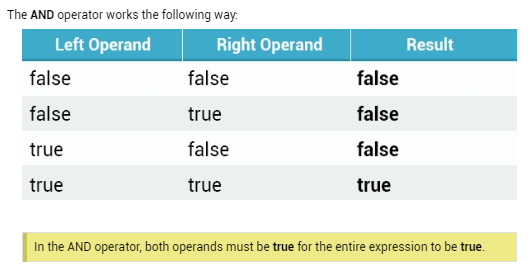 The AND operator works the following way:
Left Operand Right Operand Result
false false false
false true false
true false false
true true true
In the AND operator, both operands must be true for the entire expression to be true.